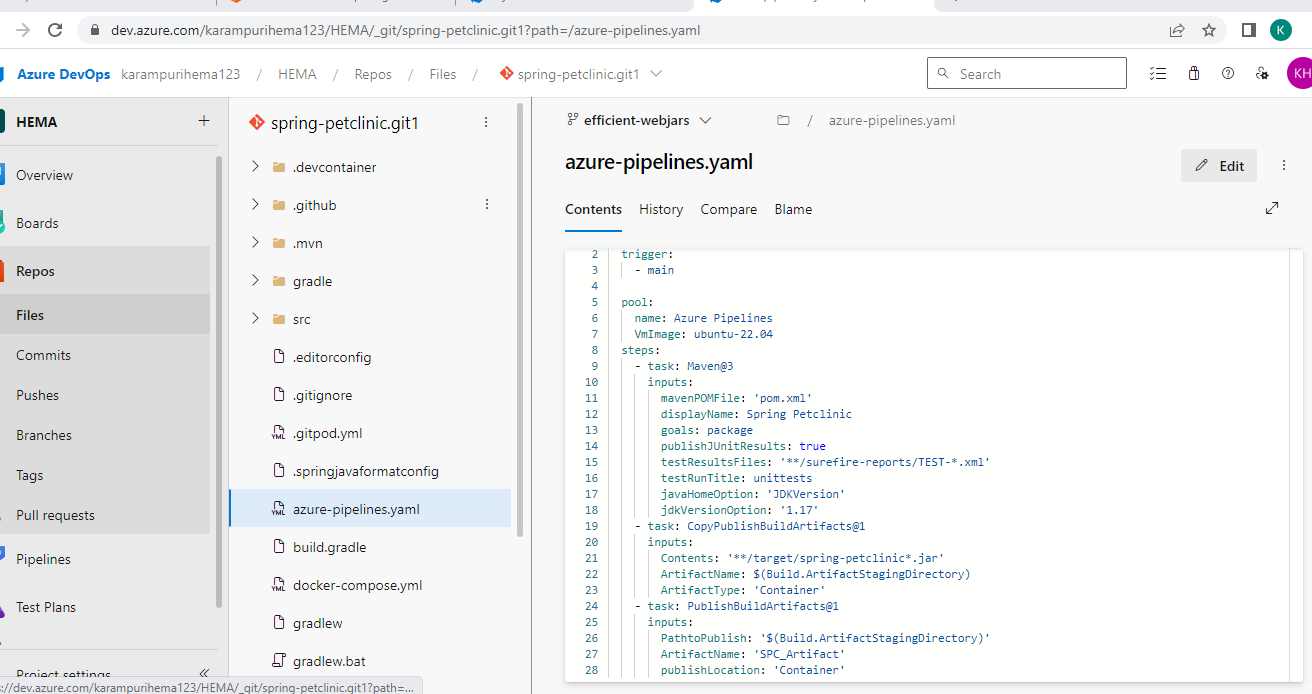 dev.azure.com/karampurihema123/HEMA/_git/spring-petclinic.git1?path=/azure-pipelines.yaml
K
Azure DevOps karampurihema123 / HEMA / Repos / Files / spring-petclinic.git1
Search
KH
HEMA
Overview
Boards
Repos
Files
Commits
Pushes
Branches
Tags
Pull requests
Pipelines
Test Plans
Project settings
://dev.azure.com/karampurihema123/HEMA/_git/spring-petclinic.git1?path=...
spring-petclinic.git1
.devcontainer
.github
.mvn
gradle
src
.editorconfig
.gitignore
YML .gitpod.yml
.springjavaformatconfig
YML azure-pipelines.yaml
build.gradle
YML docker-compose.yml
gradlew
gradlew.bat
efficient-webjars / azure-pipelines.yaml
azure-pipelines.yaml
Edit
Contents History Compare Blame
2 trigger:
3 - main
4
5 pool:
6 name: Azure Pipelines
7 VmImage: ubuntu-22.04
8 steps:
9 - task: Maven@3
10 inputs:
11 mavenPOMFile: 'pom.xml'
12 displayName: Spring Petclinic
13 goals: package
14 publishJUnitResults: true
15 testResultsFiles: '**/surefire-reports/TEST-*.xml'
16 testRunTitle: unittests
17 javaHomeOption: 'JDKVersion'
18 jdkVersionOption: '1.17'
19 - task: CopyPublishBuildArtifacts@1
20 inputs:
21 Contents: '**/target/spring-petclinic*.jar'
22 ArtifactName: $(Build.ArtifactStagingDirectory)
23 ArtifactType: 'Container'
24 - task: PublishBuildArtifacts@1
25 inputs:
26 PathtoPublish: '$(Build.ArtifactStagingDirectory)'
27 ArtifactName: 'SPC_Artifact'
28 publishLocation: 'Container'